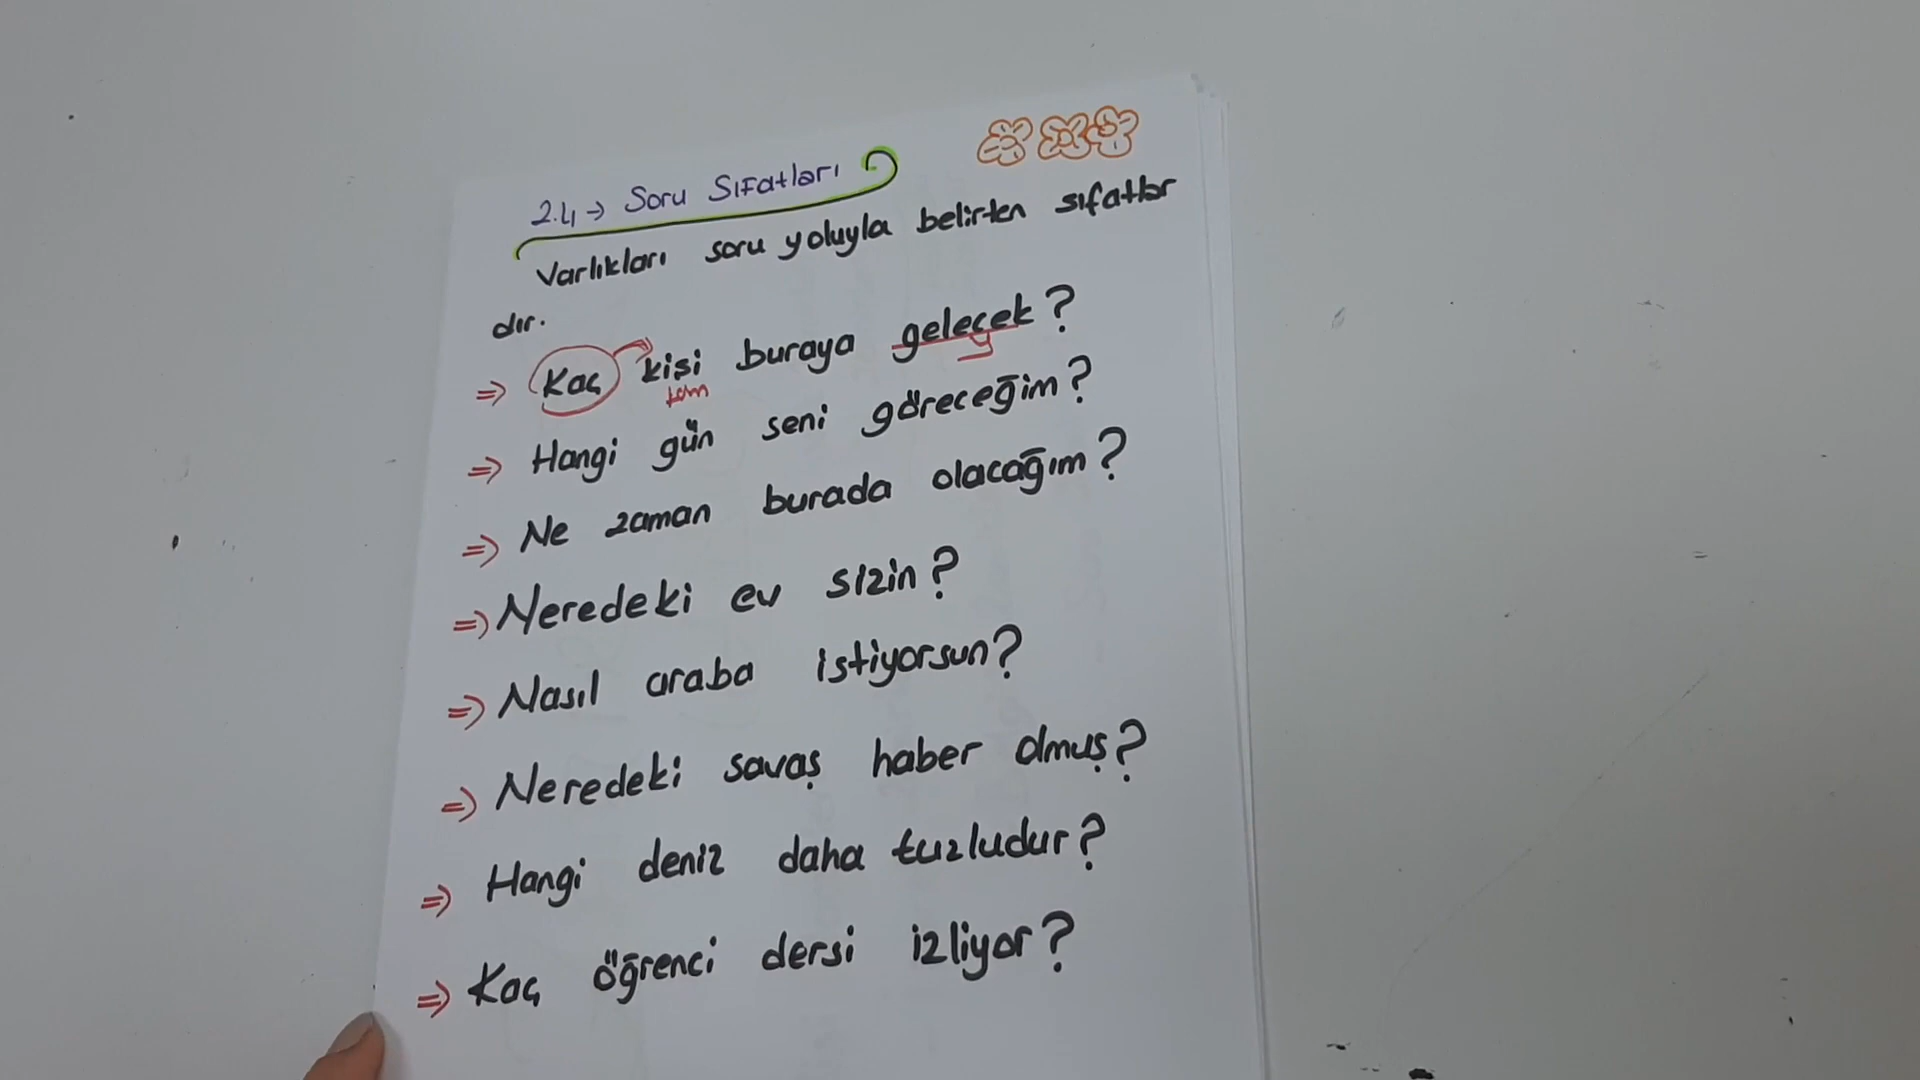 2.4 → Soru Sıfatları
Varlıkları soru yoluyla belirten sıfatlar
dır.
⇒ Kaç kişi buraya gelecek?
⇒ Hangi gün seni göreceğim?
⇒ Ne zaman burada olacağım?
⇒ Neredeki ev sizin?
⇒ Nasıl araba istiyorsun?
⇒ Neredeki savaş haber olmuş?
⇒ Hangi deniz daha tuzludur?
⇒ Kaç öğrenci dersi izliyor?